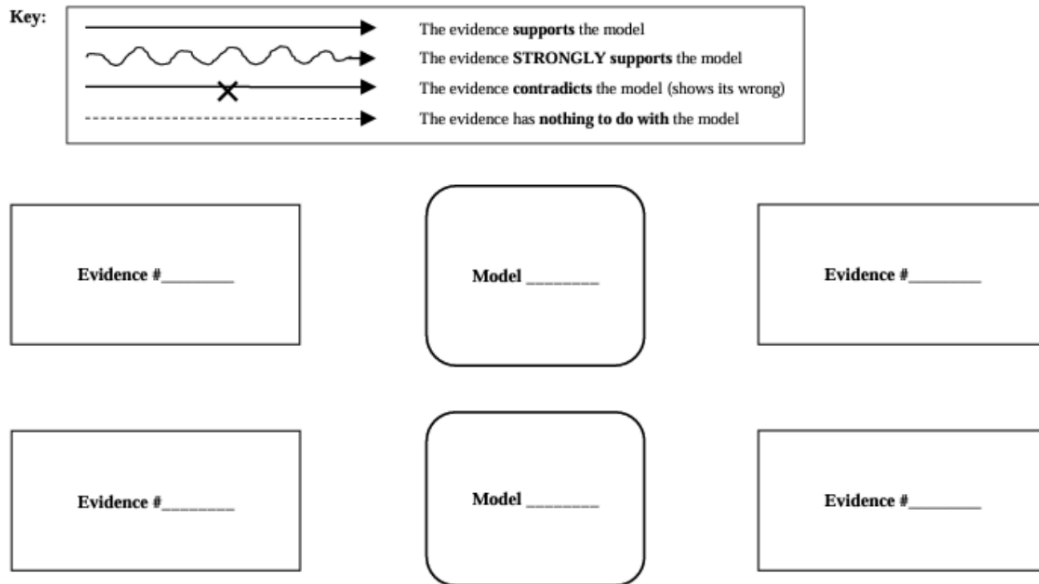 Key:
The evidence supports the model
The evidence STRONGLY supports the model
The evidence contradicts the model (shows its wrong)
The evidence has nothing to do with the model
Evidence #________
Model ________
Evidence #________
Evidence #________
Model ________
Evidence #________